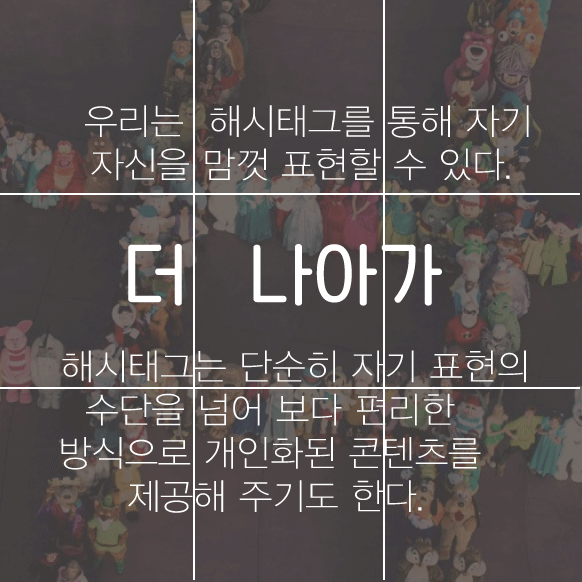 우리는 해시태그를 통해 자기
자신을 맘껏 표현할 수 있다.
더 나아가
해시태그는 단순히 자기 표현의
수단을 넘어 보다 편리한
방식으로 개인화된 콘텐츠를
제공해 주기도 한다.